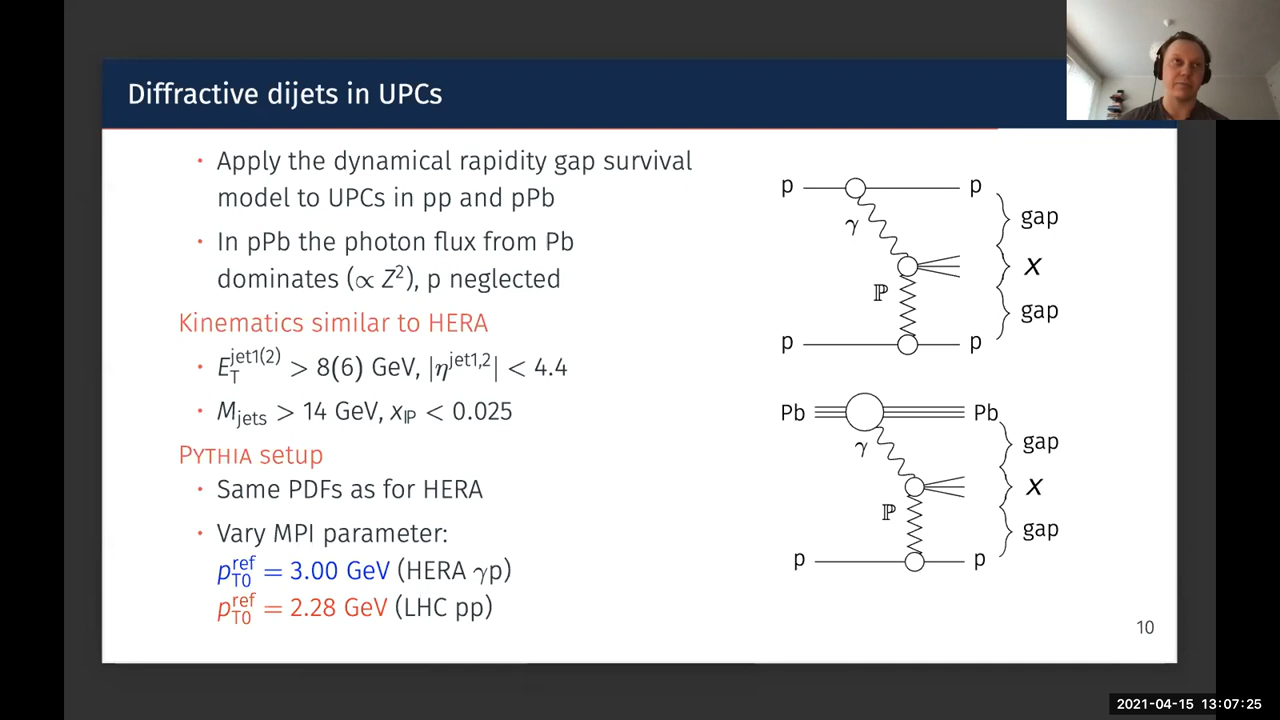 Diffractive dijets in UPCs
· Apply the dynamical rapidity gap survival
model to UPCs in pp and pPb
· In pPb the photon flux from Pb
dominates (∝ Z²), p neglected
Kinematics similar to HERA
· E_T^jet1(2) > 8(6) GeV, |η^jet1,2| < 4.4
· M_jets > 14 GeV, x_ℙ < 0.025
PYTHIA setup
· Same PDFs as for HERA
· Vary MPI parameter:
p_T0^ref = 3.00 GeV (HERA γp)
p_T0^ref = 2.28 GeV (LHC pp)
p p
gap
γ
X
ℙ
gap
p p
Pb Pb
gap
γ
X
ℙ
gap
p p
10
2021-04-15 13:07:25